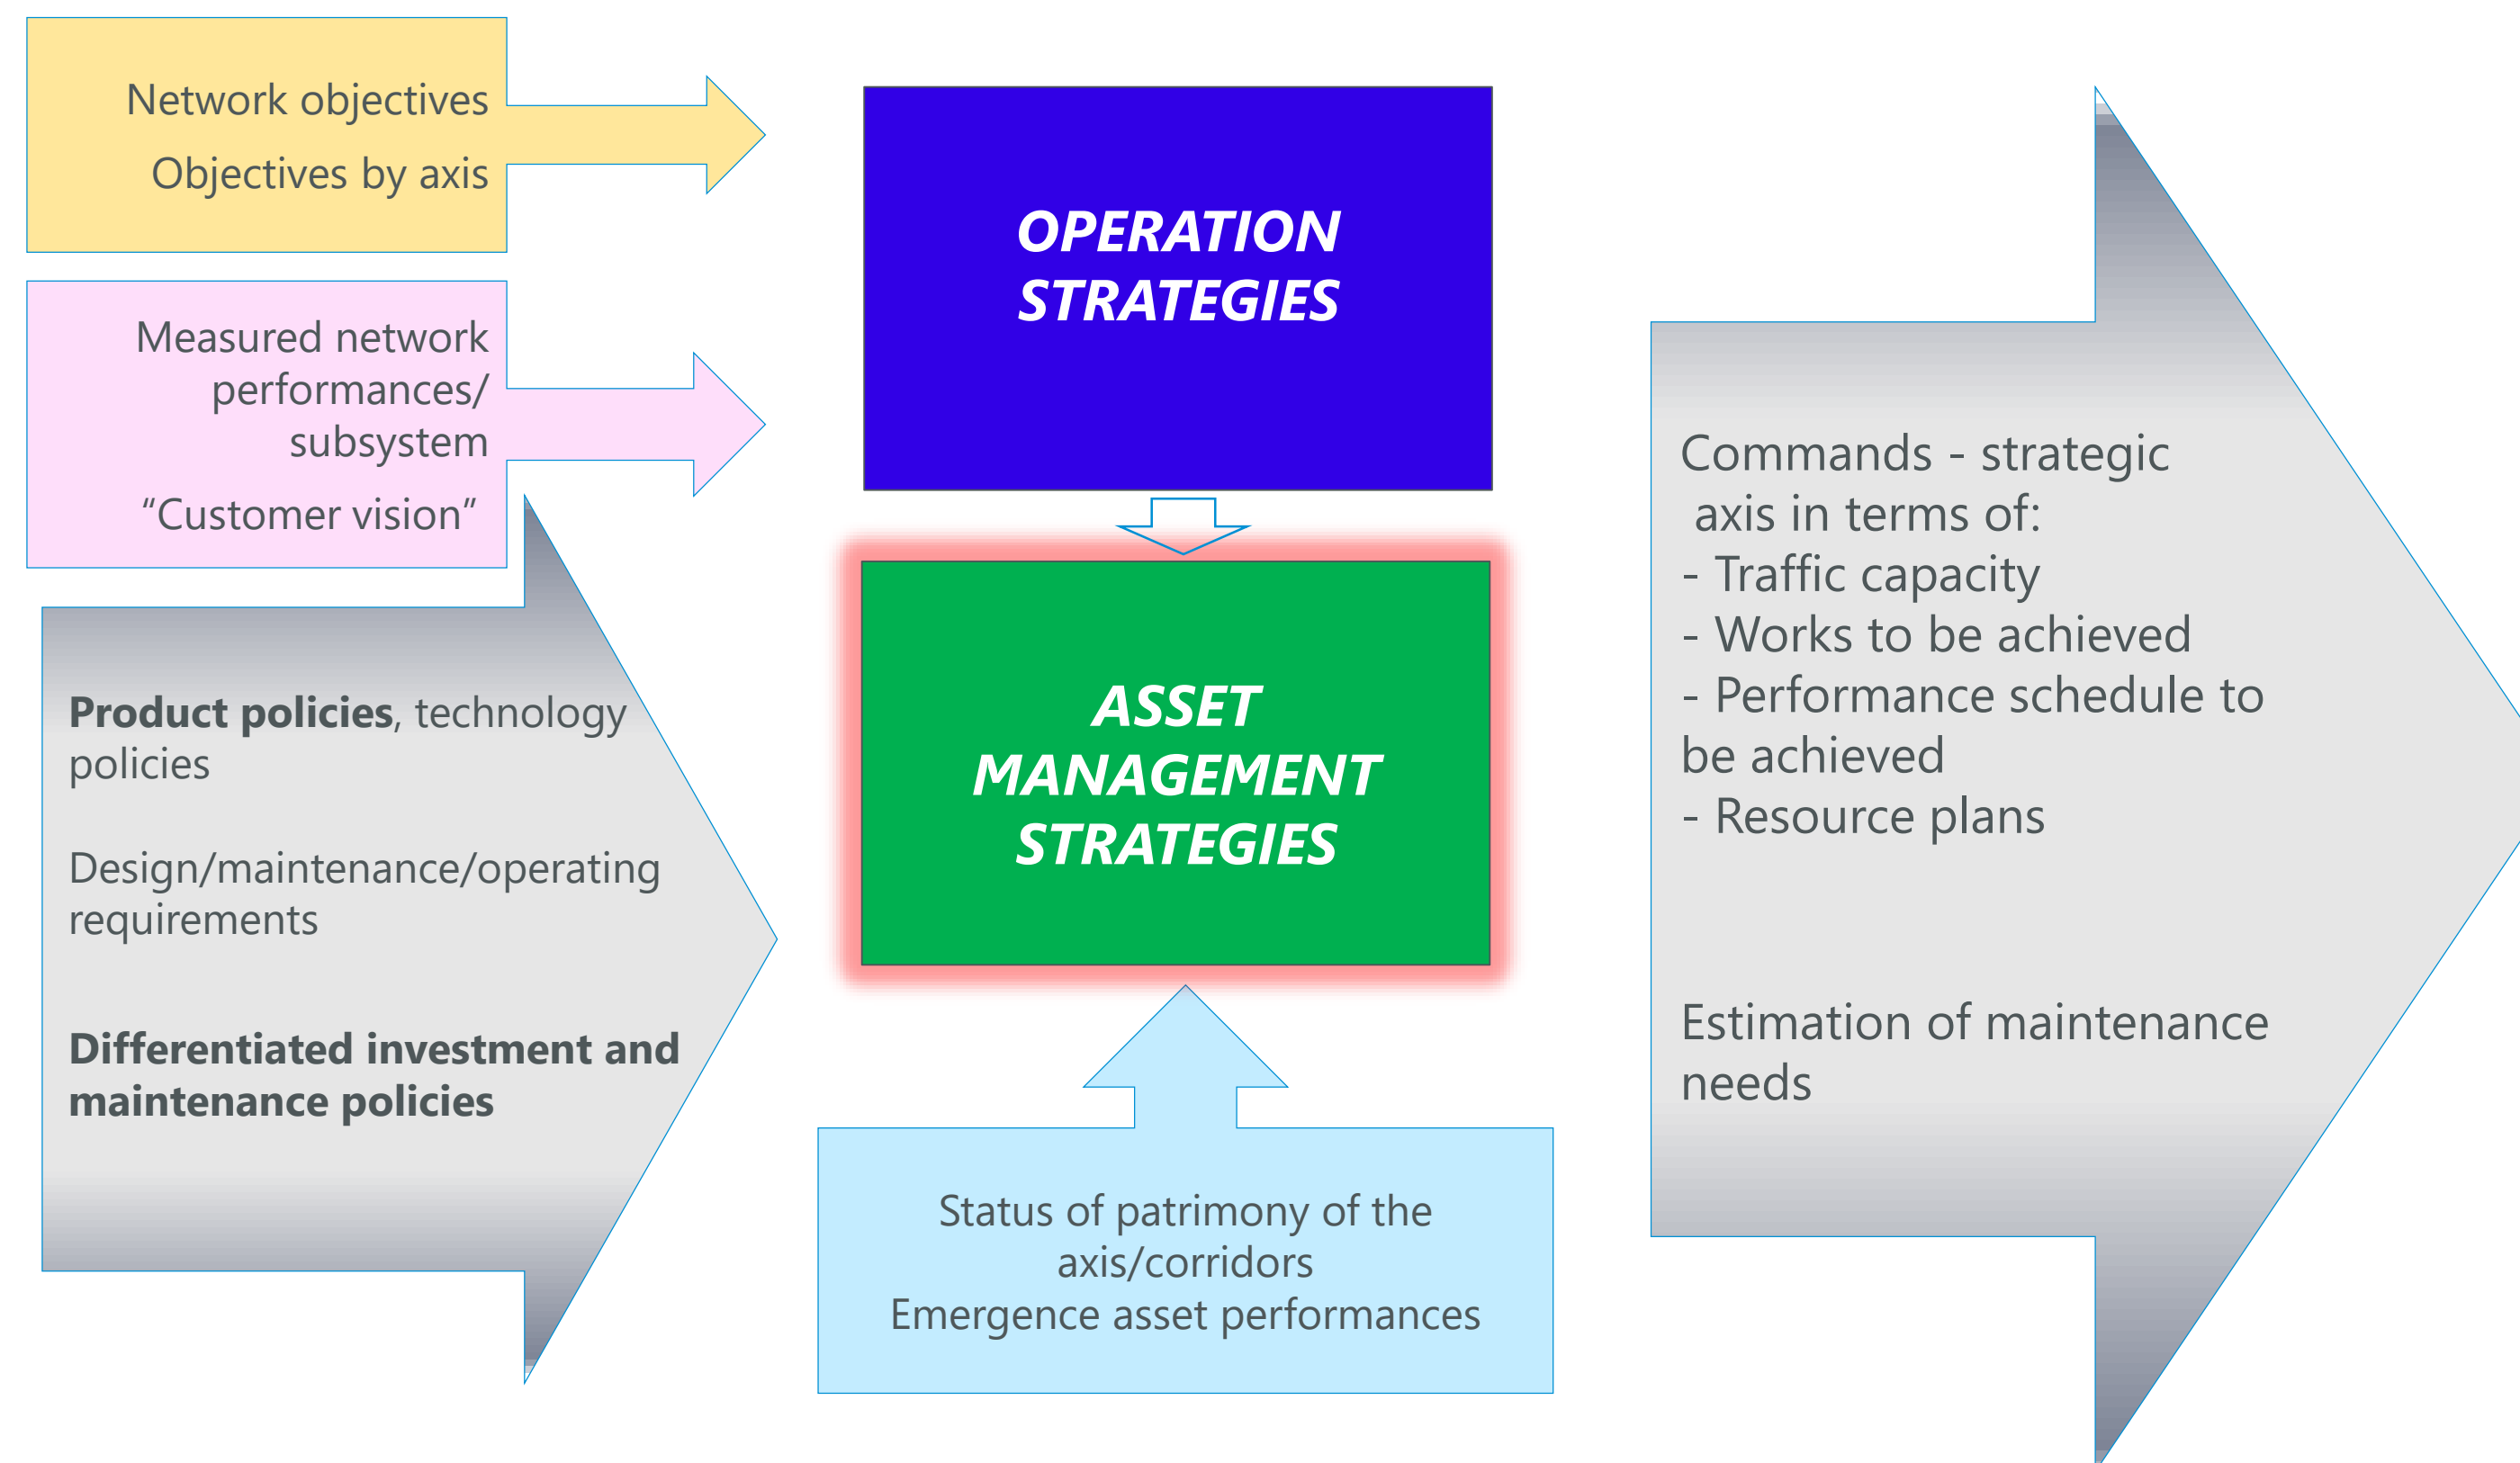 Network objectives
Objectives by axis
Measured network
performances/
subsystem
“Customer vision”
Product policies, technology
policies
Design/maintenance/operating
requirements
Differentiated investment and
maintenance policies
OPERATION
STRATEGIES
ASSET
MANAGEMENT
STRATEGIES
Status of patrimony of the
axis/corridors
Emergence asset performances
Commands - strategic
axis in terms of:
- Traffic capacity
- Works to be achieved
- Performance schedule to
be achieved
- Resource plans
Estimation of maintenance
needs